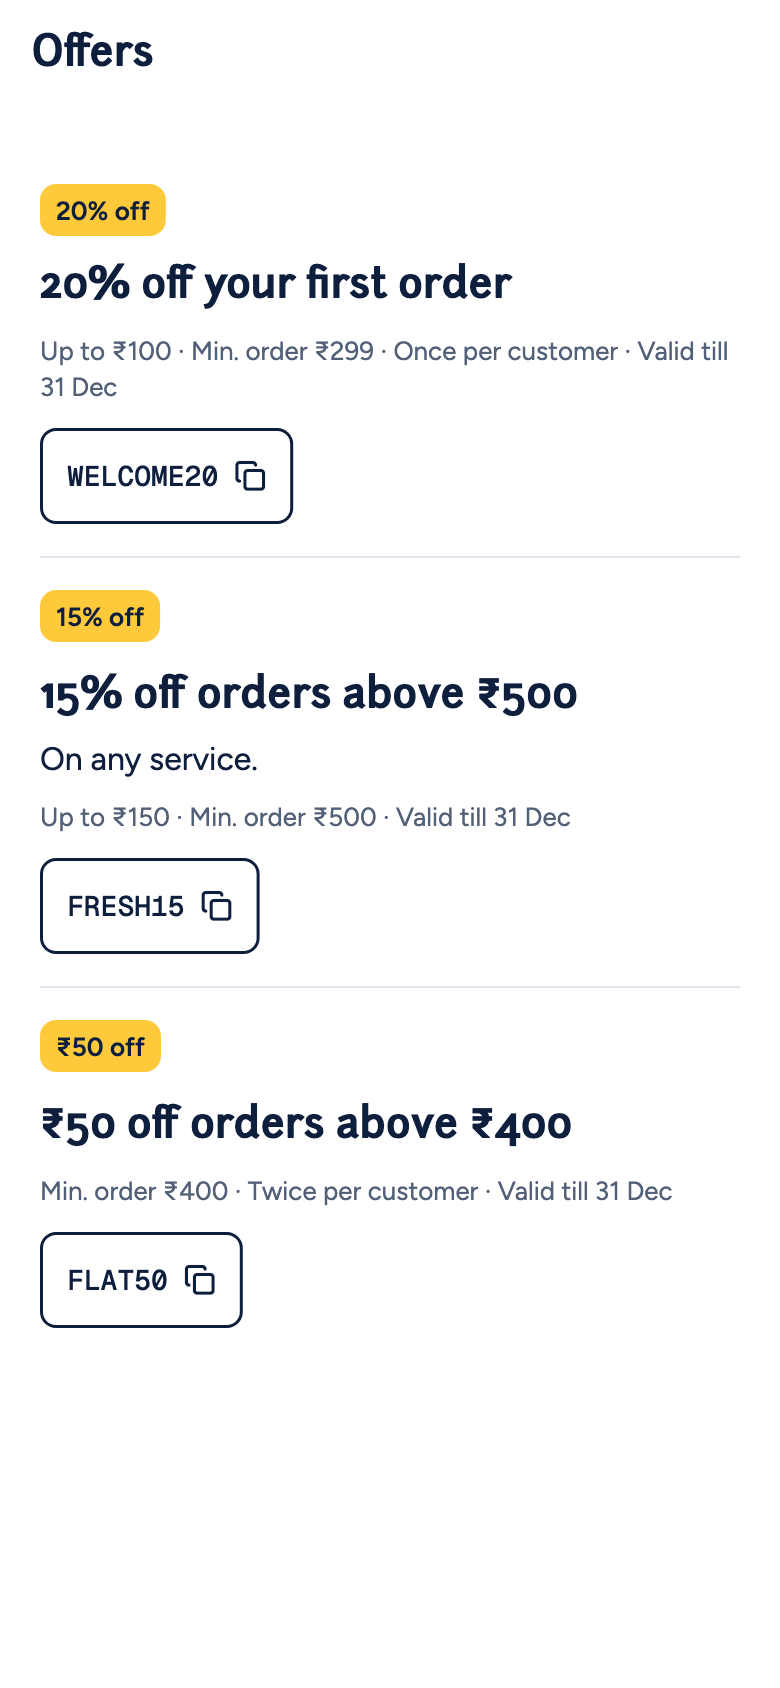 Offers
20% off
20% off your first order
Up to ₹100 · Min. order ₹299 · Once per customer · Valid till
31 Dec
WELCOME20
15% off
15% off orders above ₹500
On any service.
Up to ₹150 · Min. order ₹500 · Valid till 31 Dec
FRESH15
₹50 off
₹50 off orders above ₹400
Min. order ₹400 · Twice per customer · Valid till 31 Dec
FLAT50